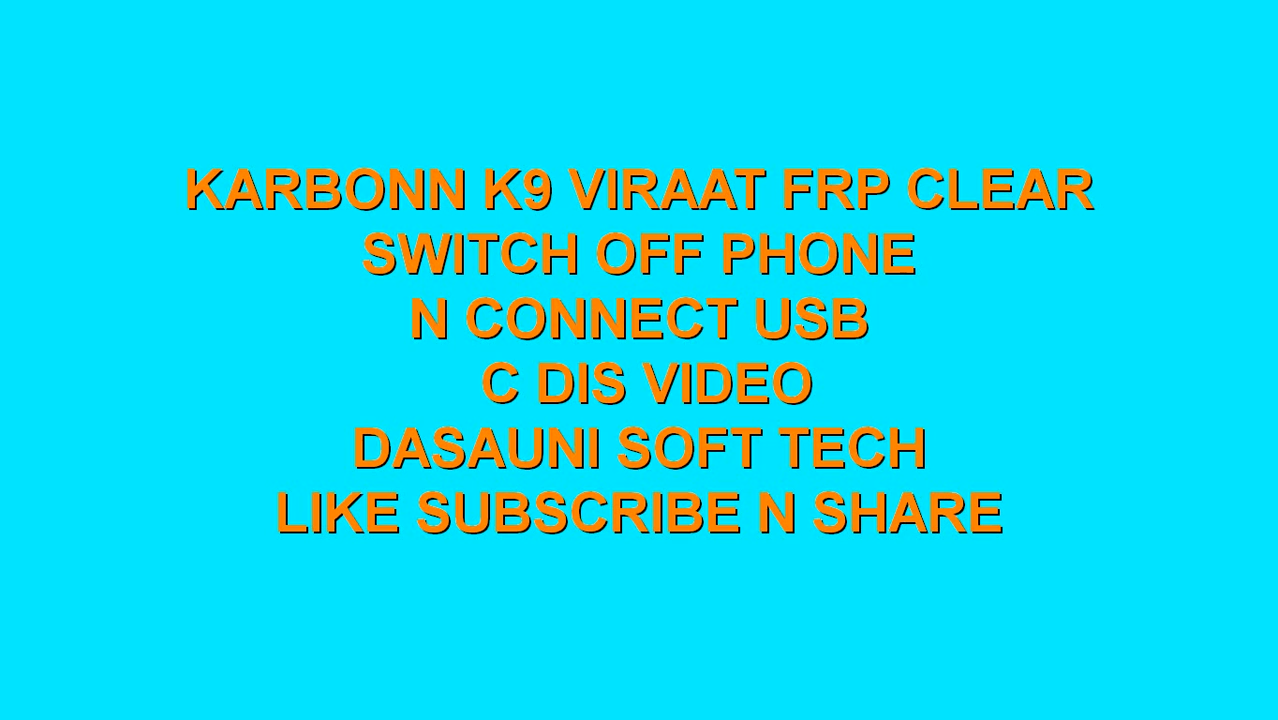 KARBONN K9 VIRAAT FRP CLEAR
SWITCH OFF PHONE
N CONNECT USB
C DIS VIDEO
DASAUNI SOFT TECH
LIKE SUBSCRIBE N SHARE